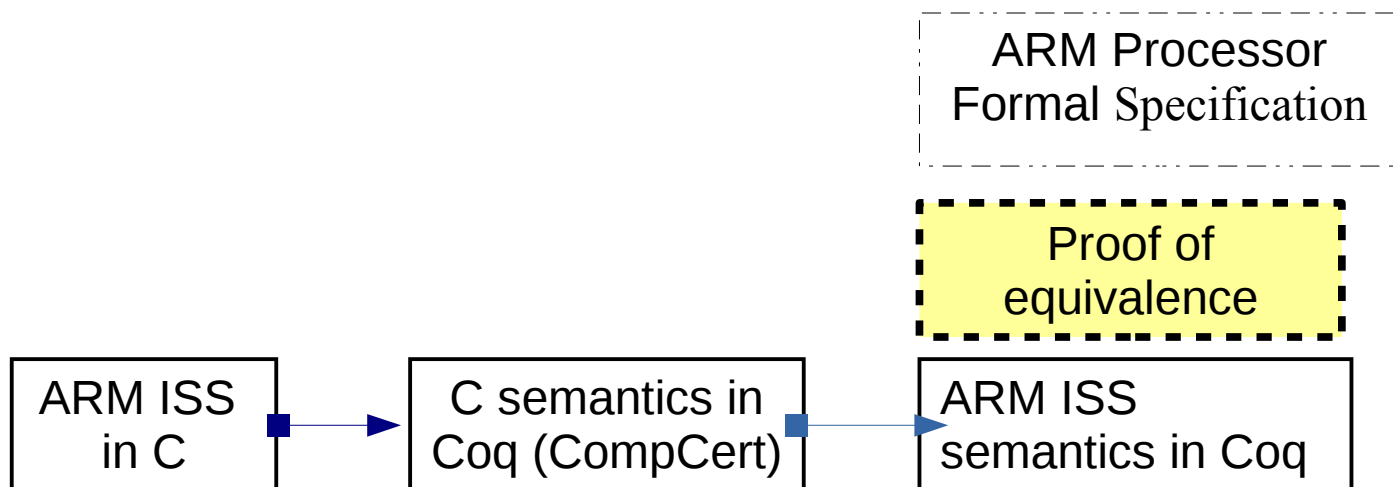 ARM Processor
Formal Specification
Proof of
equivalence
ARM ISS
in C
C semantics in
Coq (CompCert)
ARM ISS
semantics in Coq